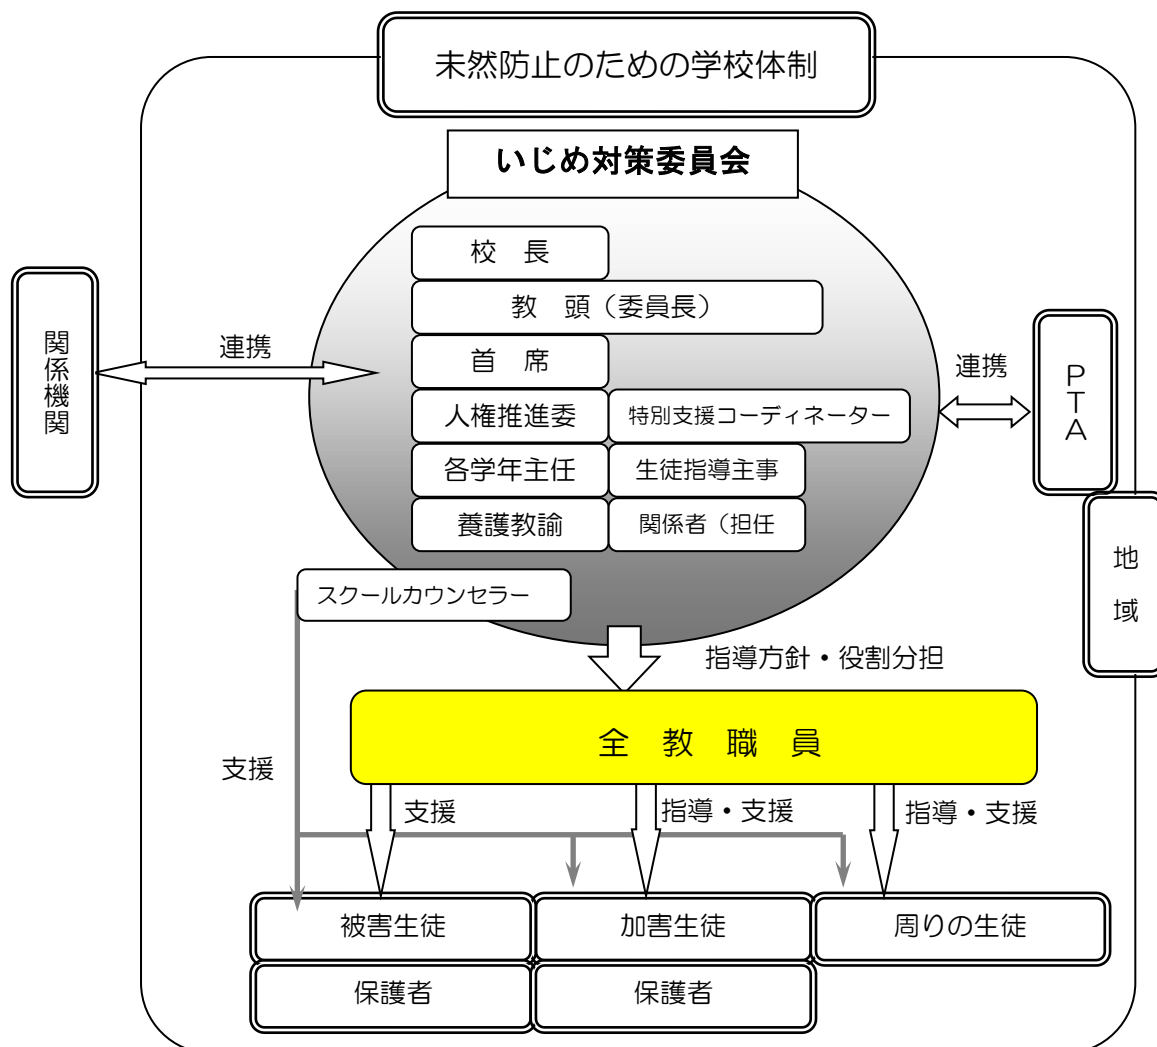 未然防止のための学校体制
いじめ対策委員会
校　長
教　頭（委員長）
首　席
人権推進委
特別支援コーディネーター
各学年主任
生徒指導主事
養護教諭
関係者（担任
スクールカウンセラー
関係機関
連携
連携
PTA
地域
指導方針・役割分担
全　教　職　員
支援
支援
指導・支援
指導・支援
被害生徒
加害生徒
周りの生徒
保護者
保護者